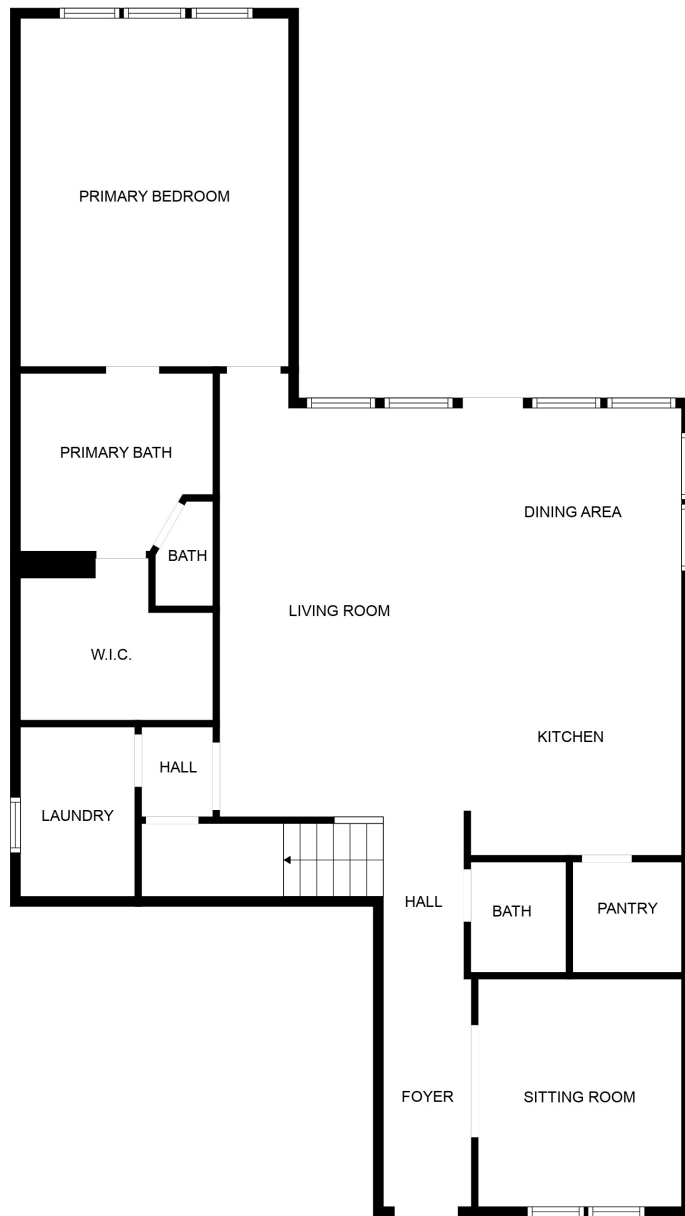 PRIMARY BEDROOM
PRIMARY BATH
DINING AREA
BATH
LIVING ROOM
W.I.C.
KITCHEN
HALL
LAUNDRY
HALL
BATH
PANTRY
FOYER
SITTING ROOM